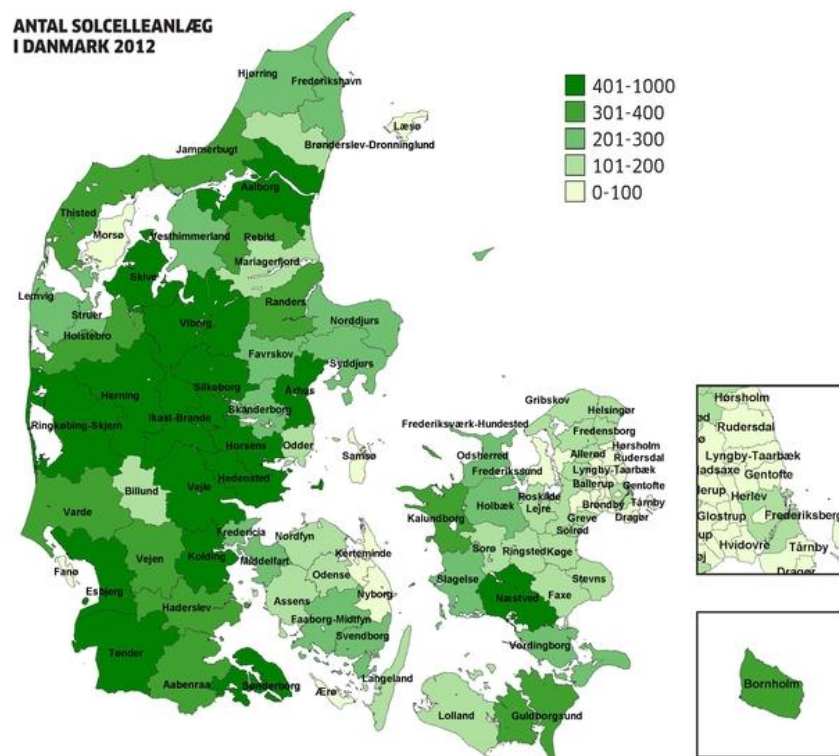 ANTAL SOLCELLEANLÆG
I DANMARK 2012
401-1000
301-400
201-300
101-200
0-100
Hjørring
Frederikshavn
Læsø
Brønderslev-Dronninglund
Jammerbugt
Aalborg
Thisted
Morsø
Vesthimmerland
Rebild
Mariagerfjord
Skive
Lemvig
Struer
Holstebro
Viborg
Randers
Norddjurs
Favrskov
Syddjurs
Herning
Silkeborg
Århus
Skanderborg
Ringkøbing-Skjern
Ikast-Brande
Horsens
Odder
Samsø
Hedensted
Billund
Vejle
Varde
Fredericia
Fanø
Vejen
Kolding
Esbjerg
Haderslev
Tønder
Aabenraa
Sønderborg
Nordfyn
Middelfart
Kerteminde
Odense
Nyborg
Assens
Faaborg-Midtfyn
Svendborg
Langeland
Ærø
Gribskov
Helsingør
Frederiksværk-Hundested
Fredensborg
Hørsholm
Odsherred
Allerød
Rudersdal
Frederikssund
Lyngby-Taarbæk
Ballerup
Gentofte
Roskilde
Holbæk
Lejre
Brøndby
Tårnby
Kalundborg
Greve
Dragør
Solrød
Sorø
Ringsted
Køge
Slagelse
Stevns
Næstved
Faxe
Vordingborg
Lolland
Guldborgsund
Hørsholm
ød
Rudersdal
Lyngby-Taarbæk
ladsaxe
Gentofte
lerup
Herlev
Glostrup
Frederiksberg
up
Hvidovre
Tårnby
Dragør
Bornholm